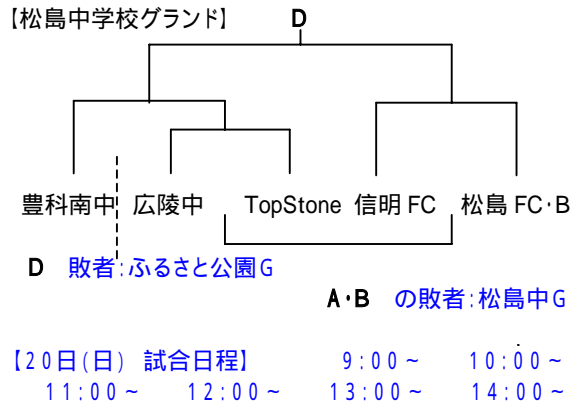 【松島中学校グランド】 D
豊科南中 広陵中 TopStone 信明FC 松島FC・B
D 敗者:ふるさと公園G
A・B の敗者:松島中G
【20日(日) 試合日程】 9:00~ 10:00~
11:00~ 12:00~ 13:00~ 14:00~